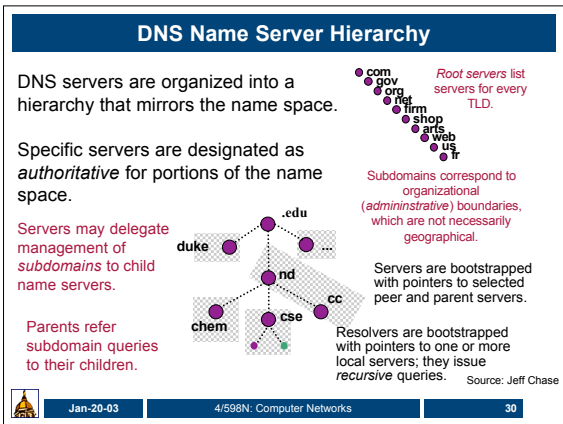 DNS Name Server Hierarchy
DNS servers are organized into a
hierarchy that mirrors the name space.
Specific servers are designated as
authoritative for portions of the name
space.
Servers may delegate
management of
subdomains to child
name servers.
Parents refer
subdomain queries
to their children.
com
gov
org
net
firm
shop
arts
web
us
fr
Root servers list
servers for every
TLD.
Subdomains correspond to
organizational
(admininstrative) boundaries,
which are not necessarily
geographical.
.edu
duke
...
nd
chem
cse
cc
Servers are bootstrapped
with pointers to selected
peer and parent servers.
Resolvers are bootstrapped
with pointers to one or more
local servers; they issue
recursive queries.
Source: Jeff Chase
Jan-20-03
4/598N: Computer Networks
30